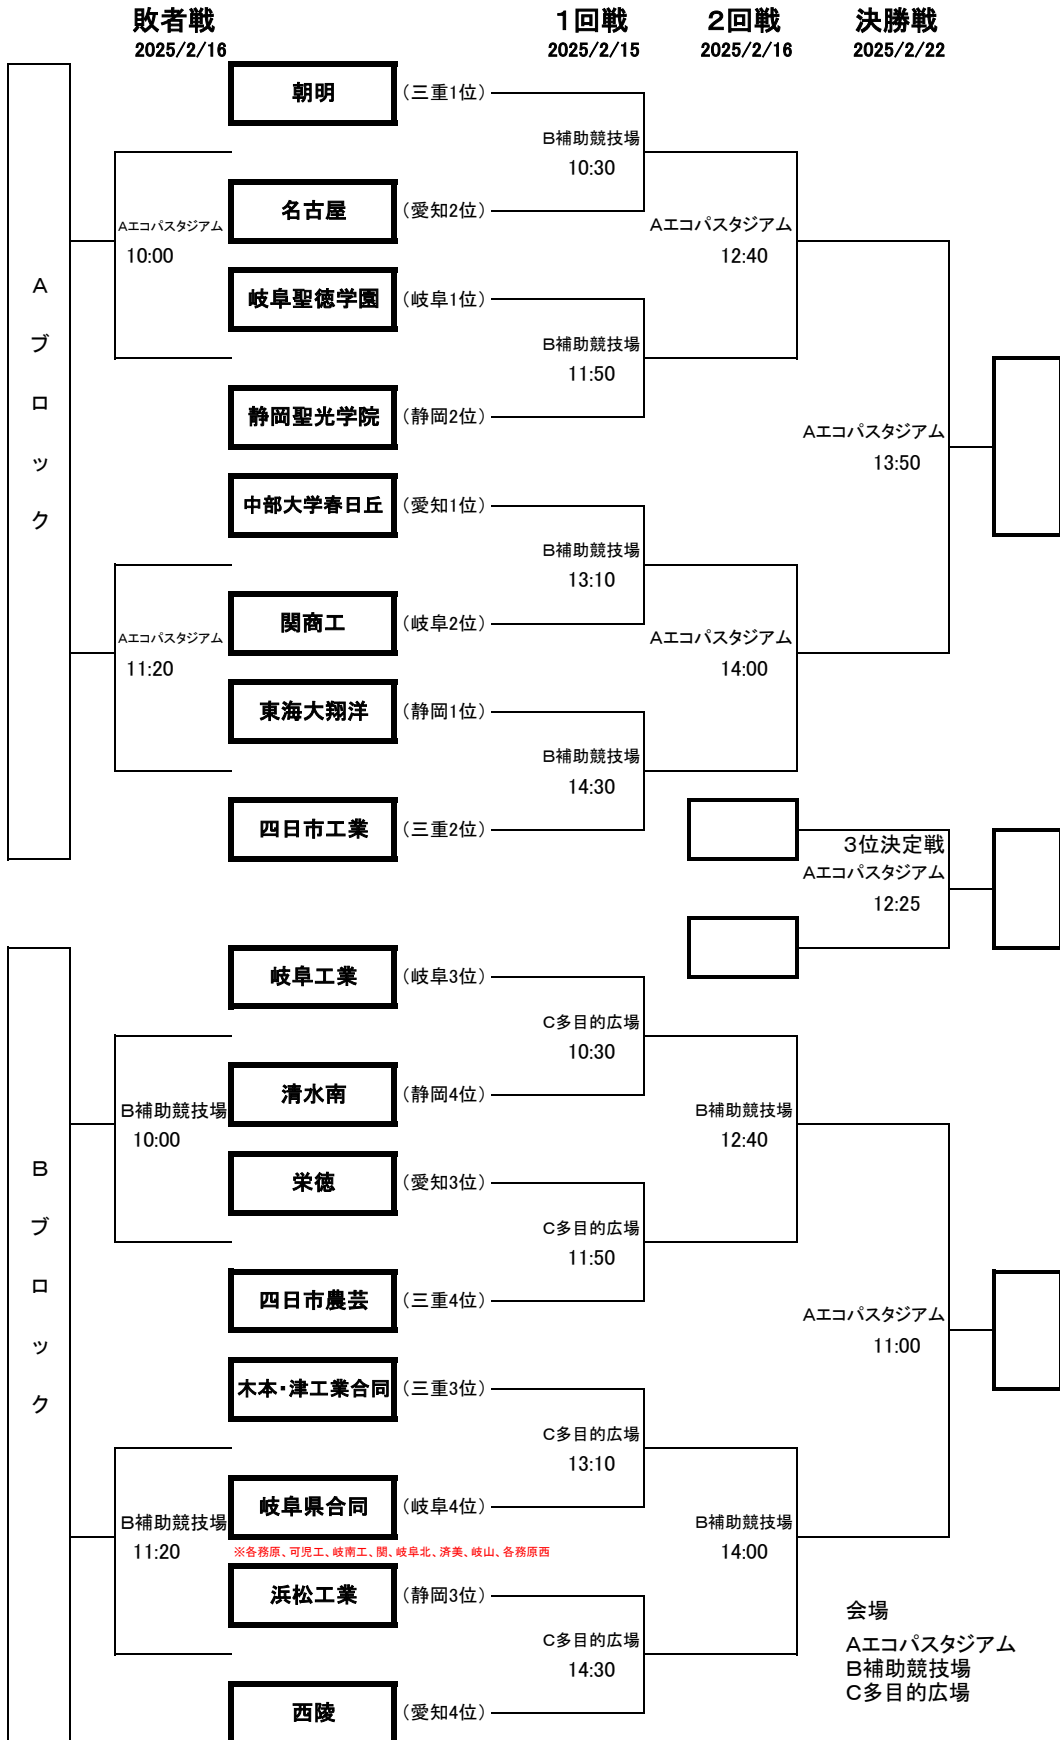 敗者戦
1回戦
2回戦
決勝戦
2025/2/16
2025/2/15
2025/2/16
2025/2/22
Aブロック
朝明
(三重1位)
B補助競技場
10:30
名古屋
(愛知2位)
Aエコパスタジアム
10:00
Aエコパスタジアム
12:40
岐阜聖徳学園
(岐阜1位)
B補助競技場
11:50
静岡聖光学院
(静岡2位)
Aエコパスタジアム
13:50
中部大学春日丘
(愛知1位)
B補助競技場
13:10
関商工
(岐阜2位)
Aエコパスタジアム
11:20
Aエコパスタジアム
14:00
東海大翔洋
(静岡1位)
B補助競技場
14:30
四日市工業
(三重2位)
3位決定戦
Aエコパスタジアム
12:25
Bブロック
岐阜工業
(岐阜3位)
C多目的広場
10:30
清水南
(静岡4位)
B補助競技場
10:00
B補助競技場
12:40
栄徳
(愛知3位)
C多目的広場
11:50
四日市農芸
(三重4位)
Aエコパスタジアム
11:00
木本・津工業合同
(三重3位)
C多目的広場
13:10
岐阜県合同
(岐阜4位)
B補助競技場
11:20
B補助競技場
14:00
※各務原、可児工、岐南工、関、岐阜北、済美、岐山、各務原西
浜松工業
(静岡3位)
C多目的広場
14:30
西陵
(愛知4位)
会場
Aエコパスタジアム
B補助競技場
C多目的広場